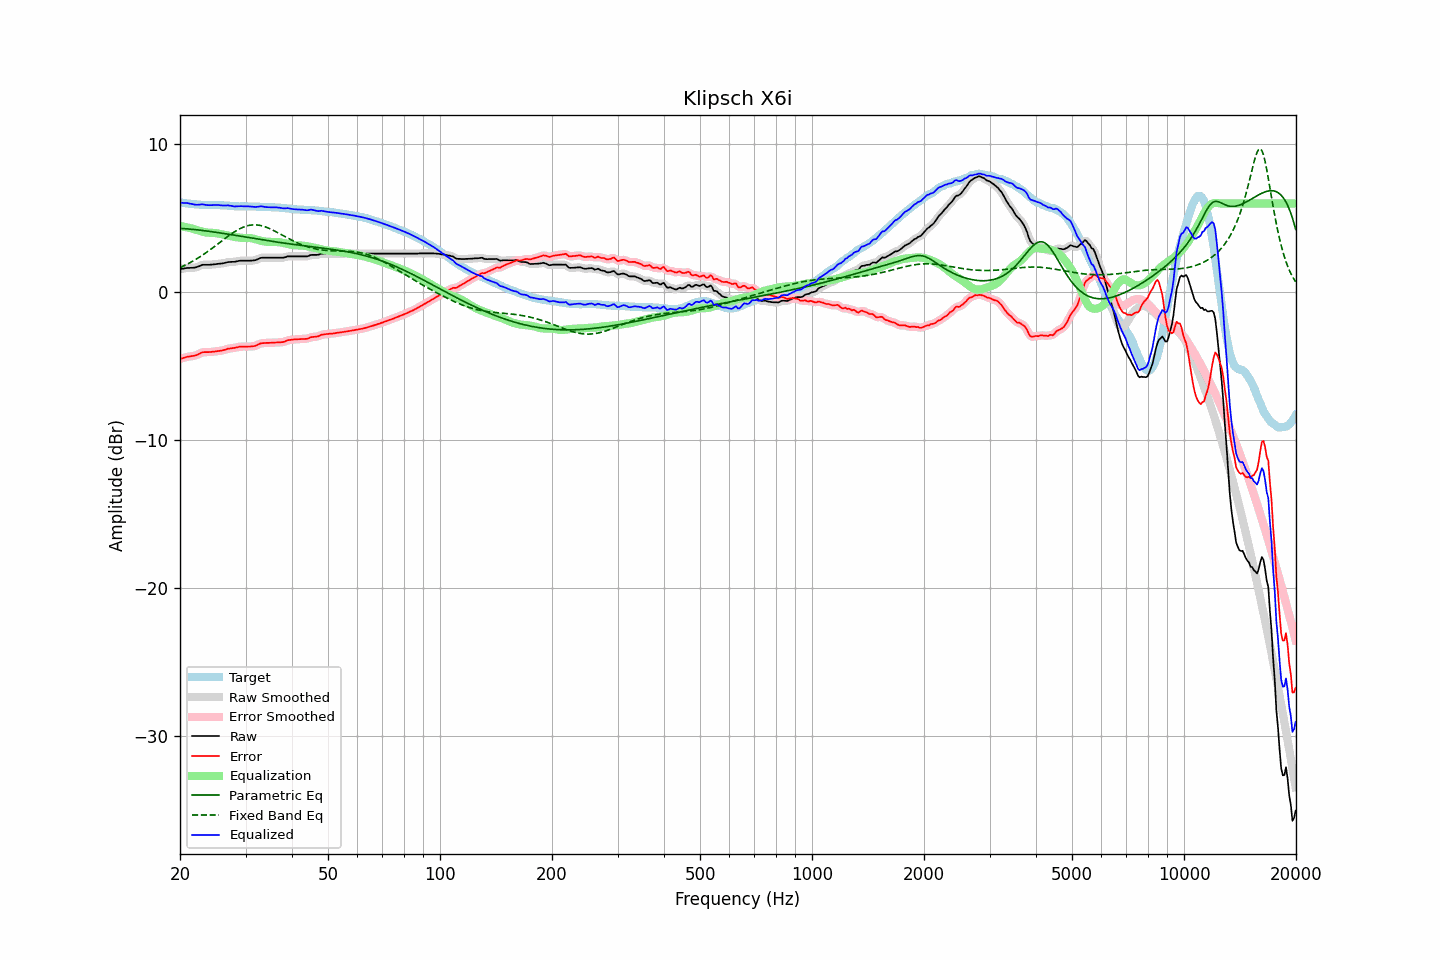 Klipsch X6i
10
0
−10
−20
−30
Amplitude (dBr)
Target
Raw Smoothed
Error Smoothed
Raw
Error
Equalization
Parametric Eq
Fixed Band Eq
Equalized
20 50 100 200 500 1000 2000 5000 10000 20000
Frequency (Hz)